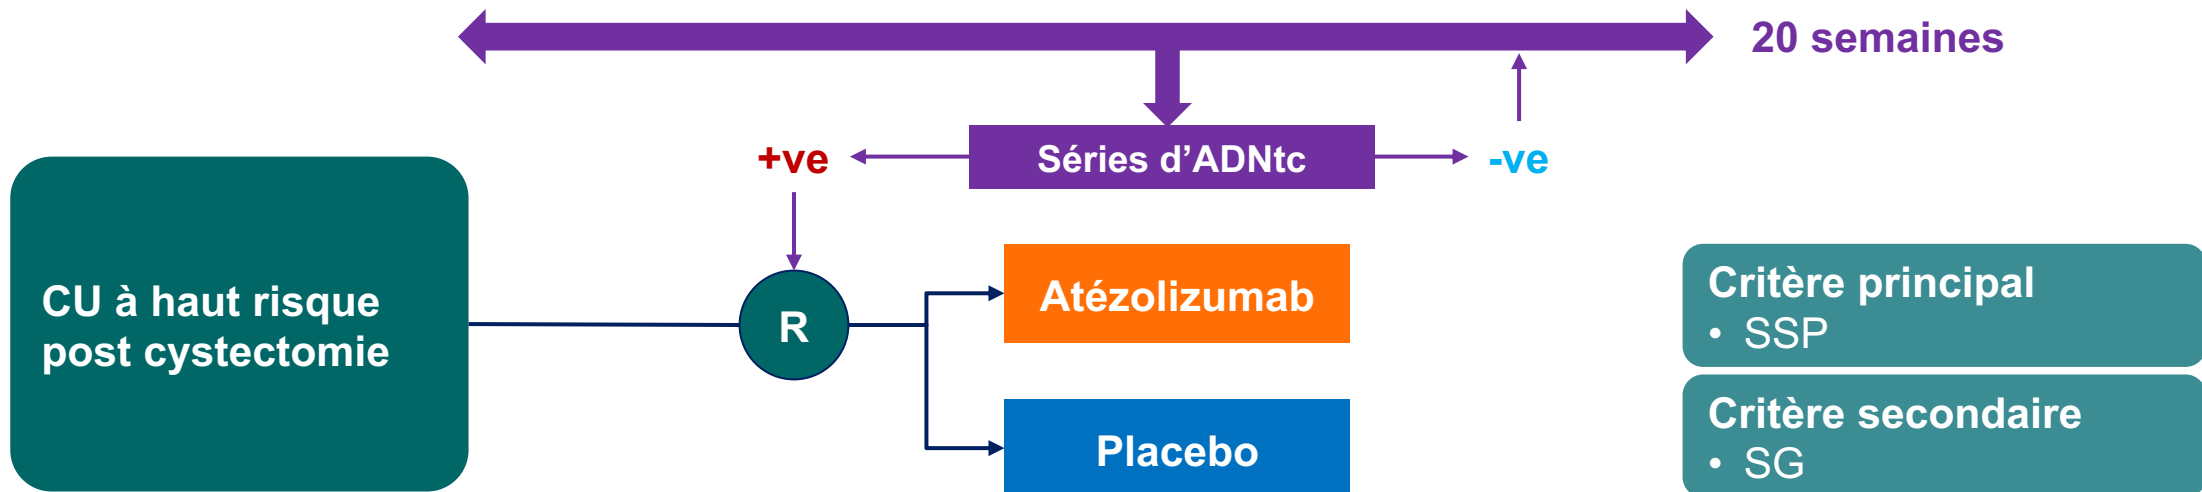 20 semaines
+ve
Séries d’ADNtc
-ve
CU à haut risque
post cystectomie
R
Atézolizumab
Placebo
Critère principal
• SSP
Critère secondaire
• SG